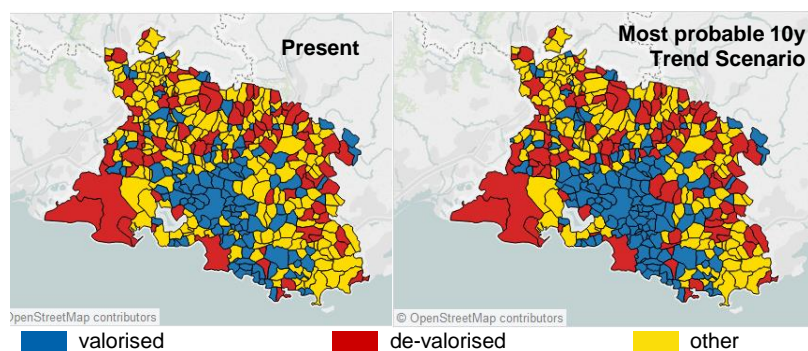 Present
Most probable 10y
Trend Scenario
OpenStreetMap contributors
© OpenStreetMap contributors
valorised
de-valorised
other